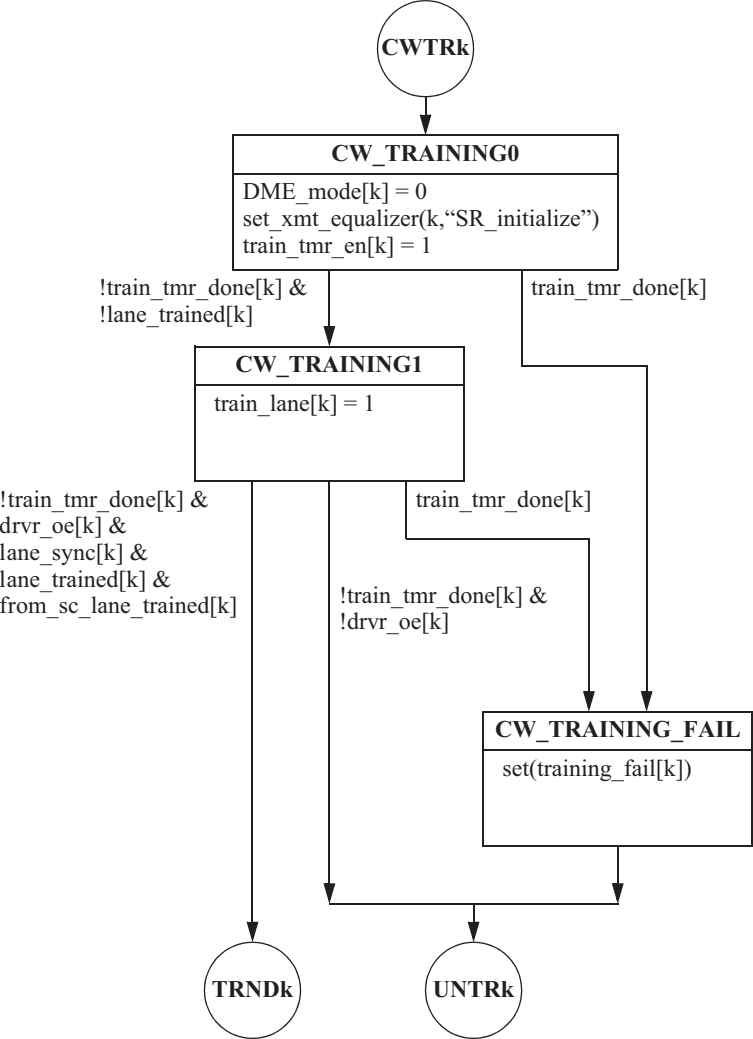 CWTRk
CW_TRAINING0
DME_mode[k] = 0
set_xmt_equalizer(k,“SR_initialize”)
train_tmr_en[k] = 1
!train_tmr_done[k] &
!lane_trained[k]
train_tmr_done[k]
CW_TRAINING1
train_lane[k] = 1
!train_tmr_done[k] &
drvr_oe[k] &
lane_sync[k] &
lane_trained[k] &
from_sc_lane_trained[k]
train_tmr_done[k]
!train_tmr_done[k] &
!drvr_oe[k]
CW_TRAINING_FAIL
set(training_fail[k])
TRNDk
UNTRk